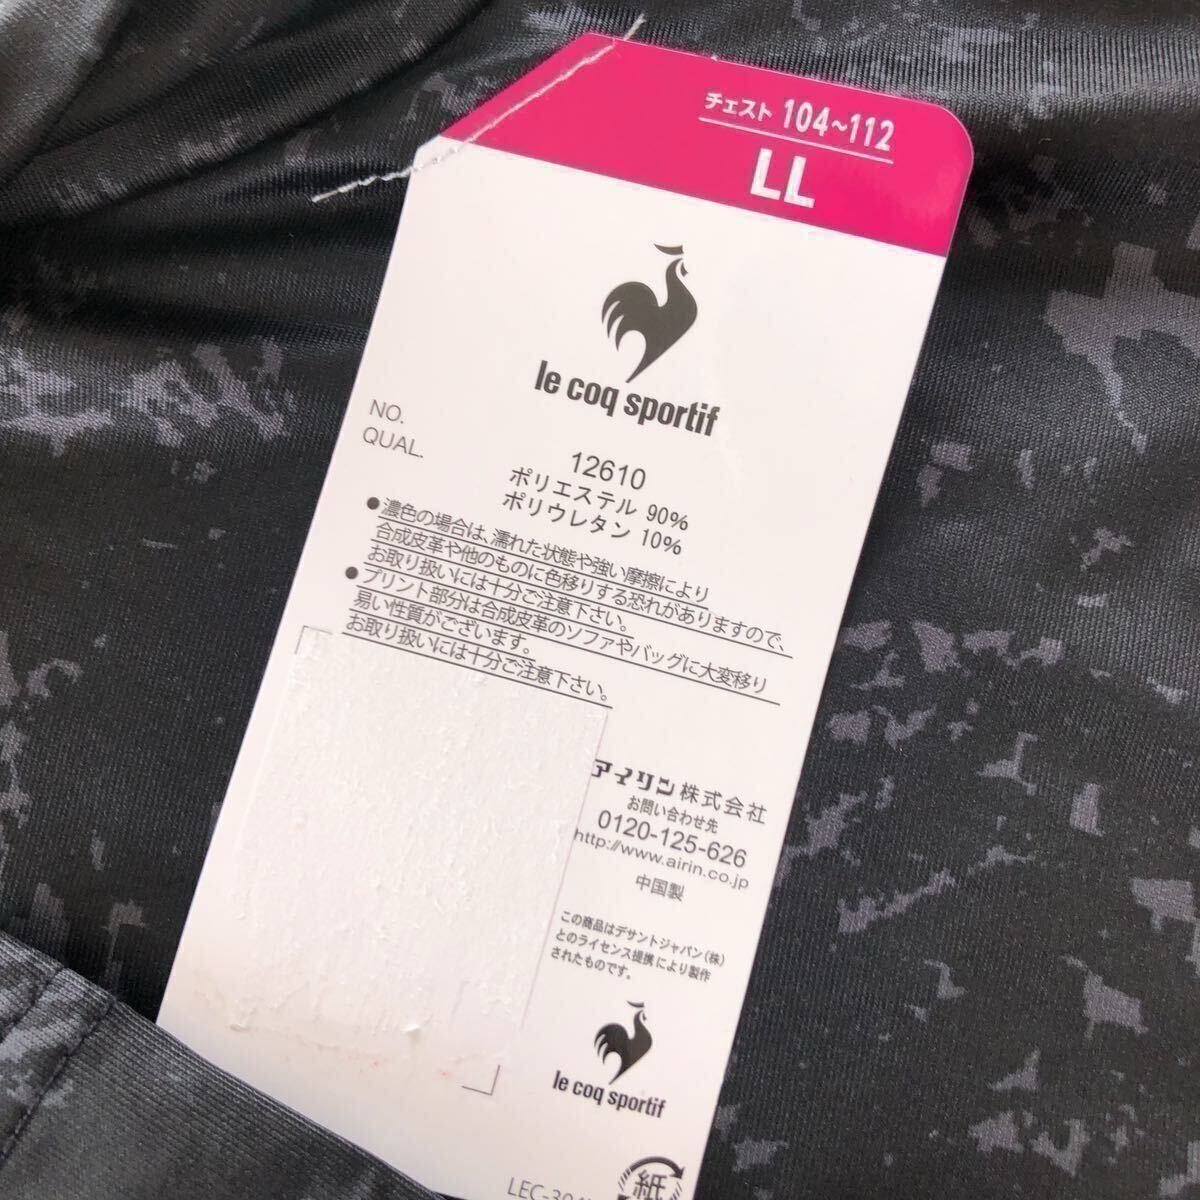 チェスト 104~112
LL
le coq sportif
NO. 12610
QUAL. ポリエステル 90%
ポリウレタン 10%
●濃色の場合は、濡れた状態や強い摩擦により
合成皮革や他のものに色移りする恐れがありますので、
お取り扱いには十分ご注意下さい。
●プリント部分は合成皮革のソファやバッグに大変移り
易い性質がございます。
お取り扱いには十分ご注意下さい。
アイリン株式会社
お問い合わせ先
0120-125-626
http://www.airin.co.jp
中国製
この商品はデサントジャパン(株)
とのライセンス提携により製作
されたものです。
le coq sportif
紙